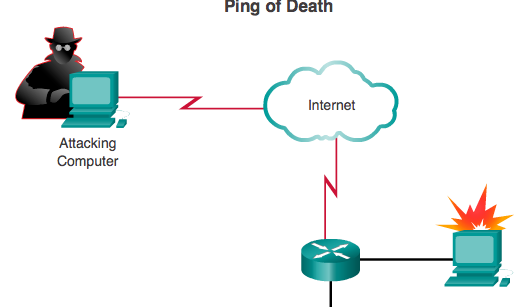 Ping of Death
Internet
Attacking
Computer